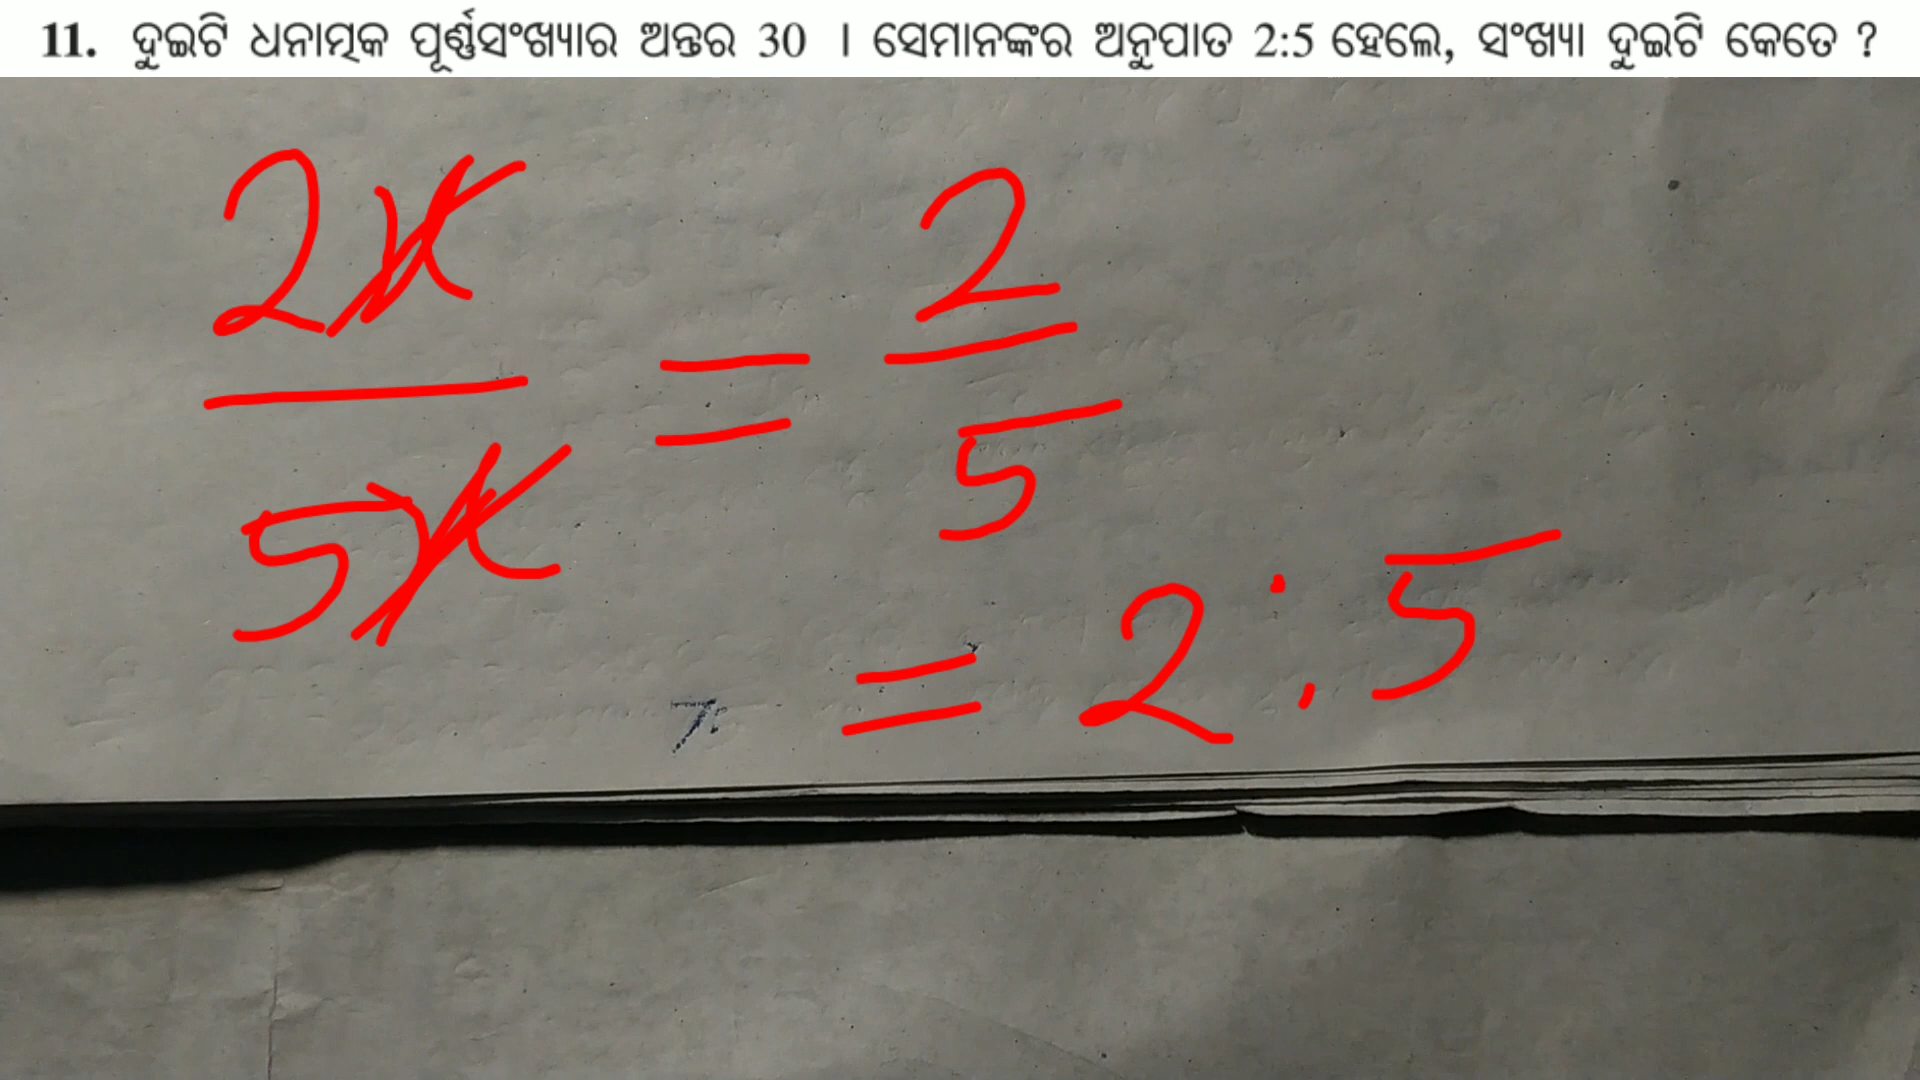 11. ଦୁଇଟି ଧନାତ୍ମକ ପୂର୍ଣ୍ଣସଂଖ୍ୟାର ଅନ୍ତର 30 । ସେମାନଙ୍କର ଅନୁପାତ 2:5 ହେଲେ, ସଂଖ୍ୟା ଦୁଇଟି କେତେ ?
2x/5x = 2/5
= 2:5
7.